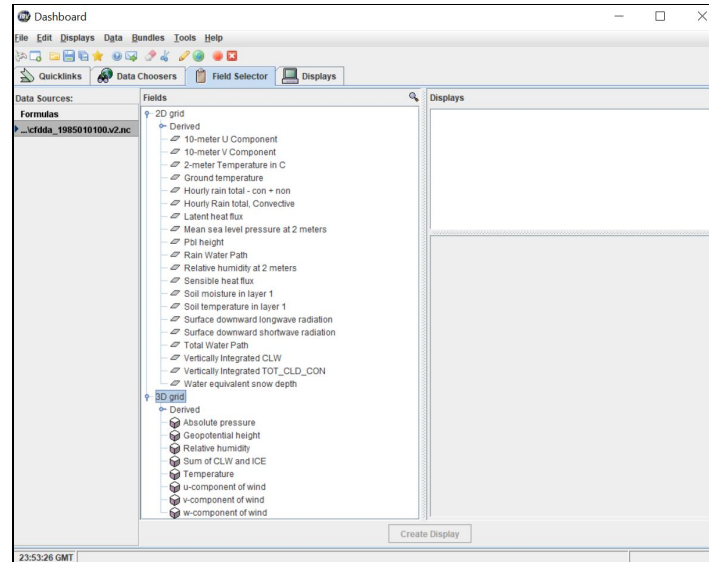 Dashboard
File Edit Displays Data Bundles Tools Help
Quicklinks Data Choosers Field Selector Displays
Data Sources:
Formulas
...\cfdda_1985010100.v2.nc
Fields
2D grid
Derived
10-meter U Component
10-meter V Component
2-meter Temperature in C
Ground temperature
Hourly rain total - con + non
Hourly Rain total, Convective
Latent heat flux
Mean sea level pressure at 2 meters
Pbl height
Rain Water Path
Relative humidity at 2 meters
Sensible heat flux
Soil moisture in layer 1
Soil temperature in layer 1
Surface downward longwave radiation
Surface downward shortwave radiation
Total Water Path
Vertically Integrated CLW
Vertically Integrated TOT_CLD_CON
Water equivalent snow depth
3D grid
Derived
Absolute pressure
Geopotential height
Relative humidity
Sum of CLW and ICE
Temperature
u-component of wind
v-component of wind
w-component of wind
Displays
Create Display
23:53:26 GMT